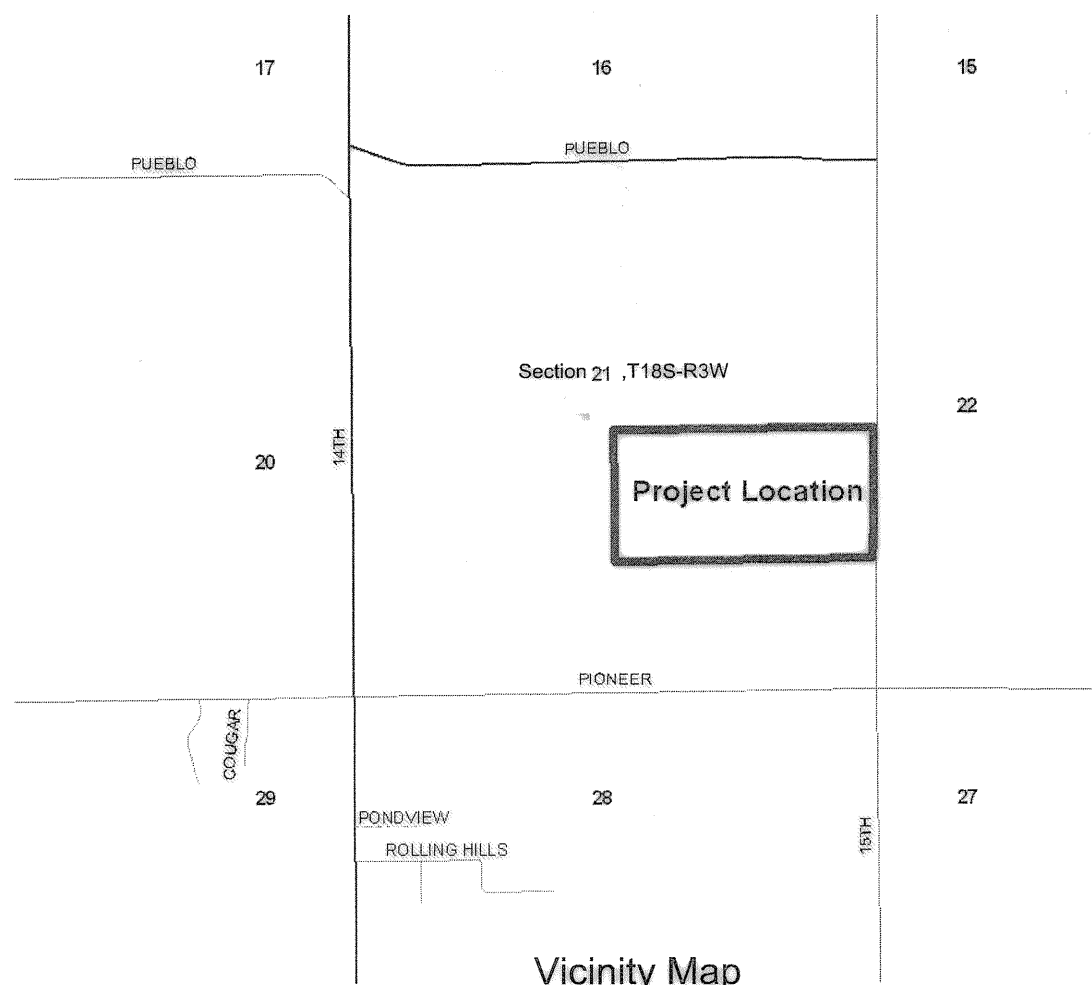 17
16
15
PUEBLO
PUEBLO
Section 21 ,T18S-R3W
22
14TH
20
Project Location
PIONEER
COUGAR
29
28
27
PONDVIEW
15TH
ROLLING HILLS
Vicinity Map